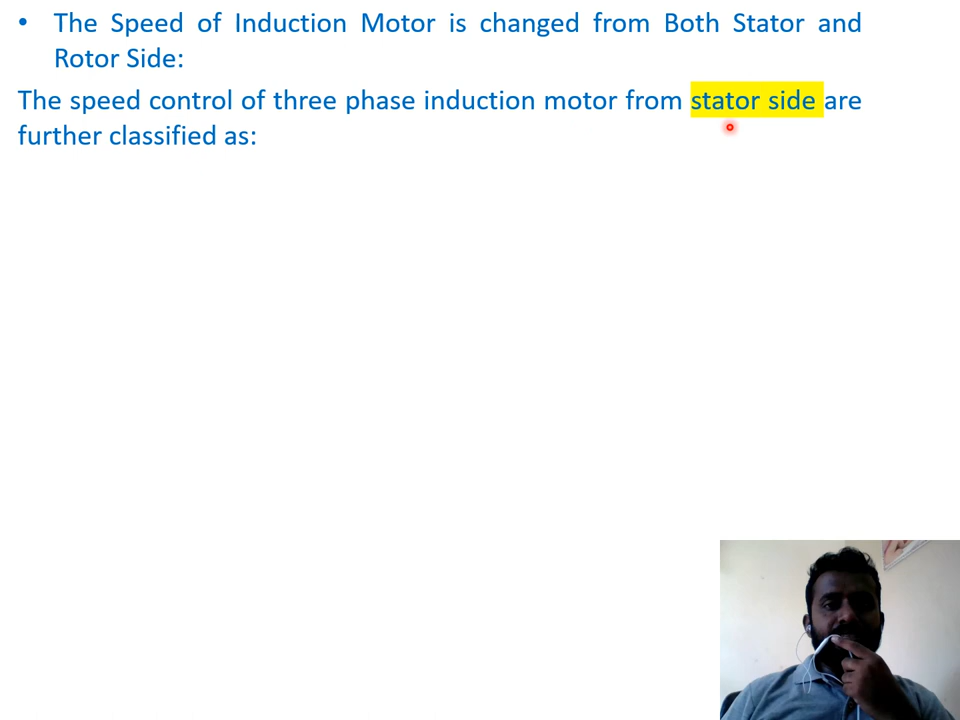 • The Speed of Induction Motor is changed from Both Stator and
Rotor Side:
The speed control of three phase induction motor from stator side are
further classified as: